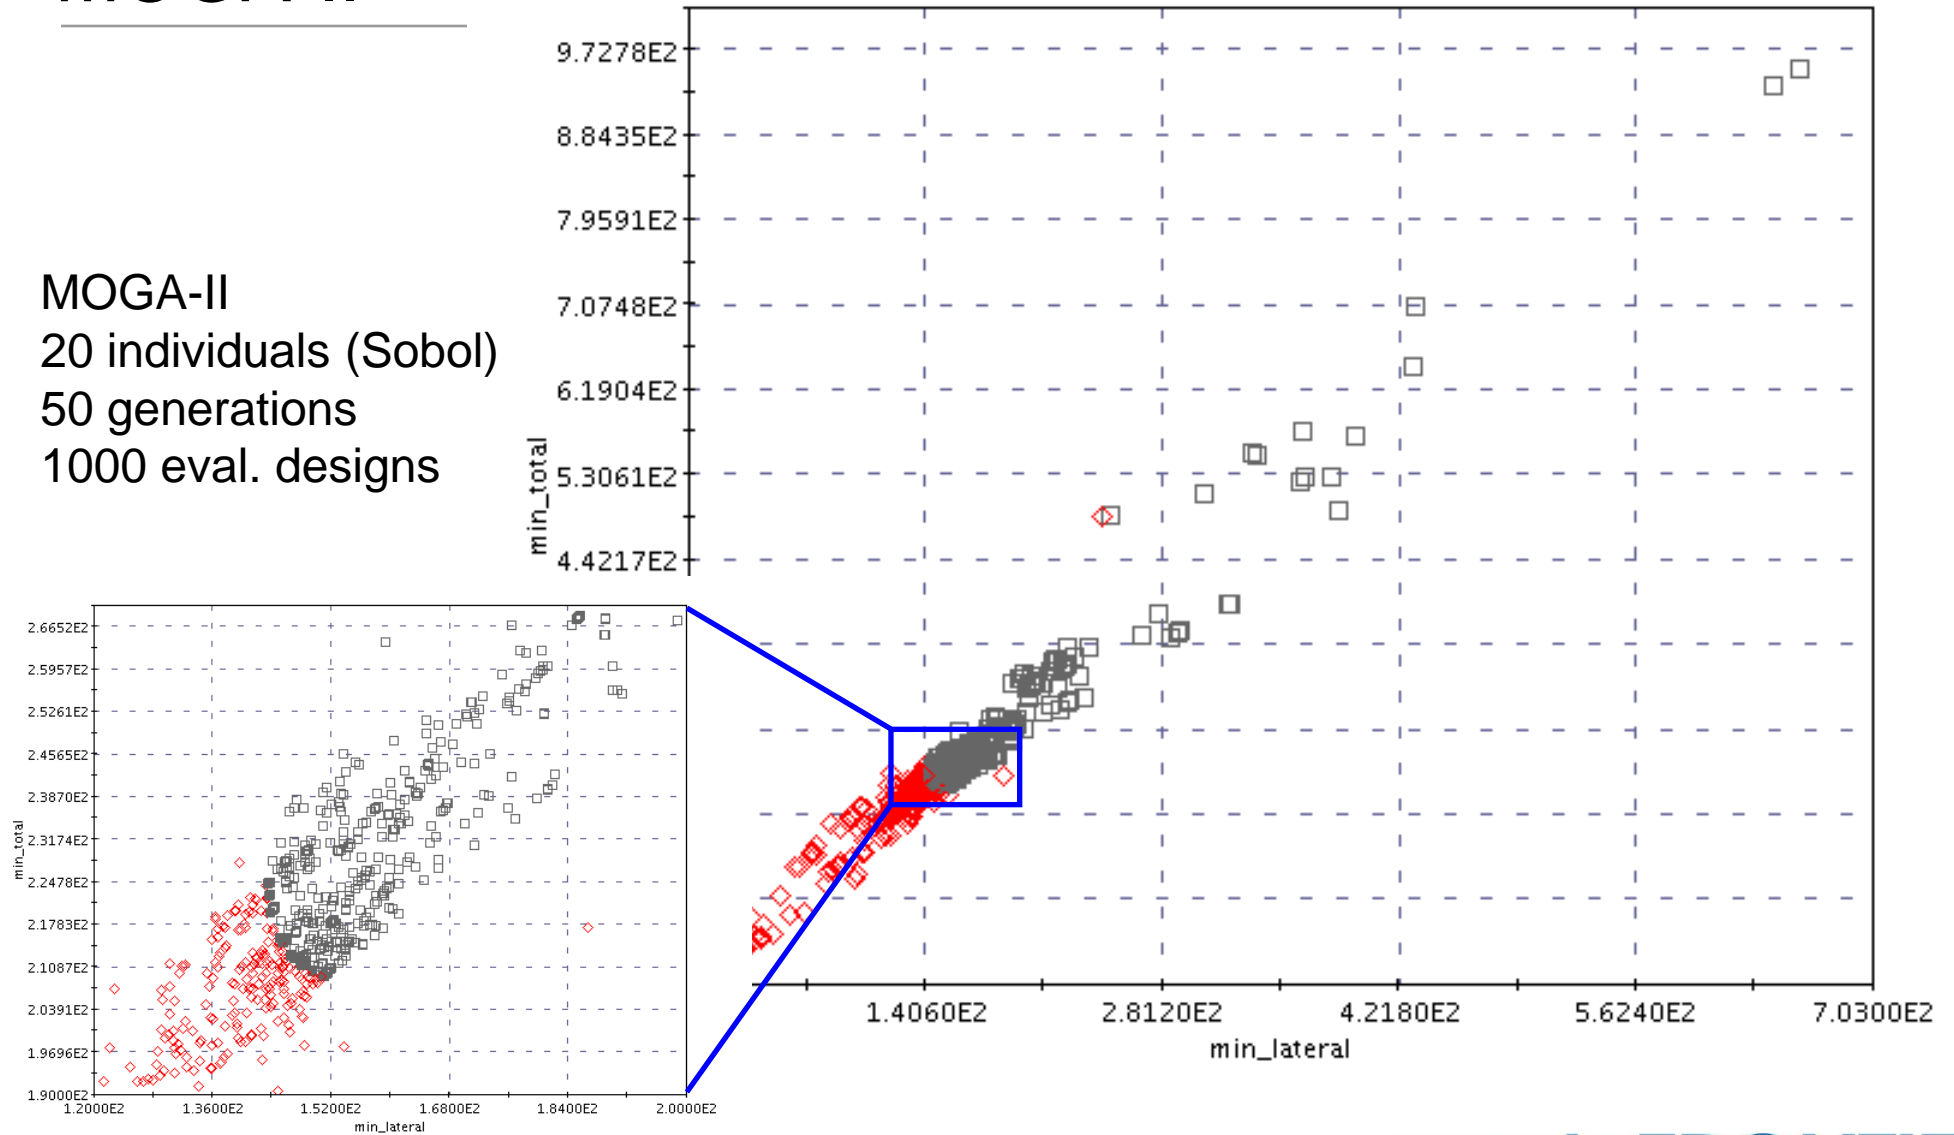 MOGA-II
20 individuals (Sobol)
50 generations
1000 eval. designs
9.7278E2
8.8435E2
7.9591E2
7.0748E2
6.1904E2
5.3061E2
4.4217E2
min_total
1.4060E2
2.8120E2
4.2180E2
5.6240E2
7.0300E2
min_lateral
2.6652E2
2.5957E2
2.5261E2
2.4565E2
2.3870E2
2.3174E2
2.2478E2
2.1783E2
2.1087E2
2.0391E2
1.9696E2
1.9000E2
min_total
1.2000E2
1.3600E2
1.5200E2
1.6800E2
1.8400E2
2.0000E2
min_lateral